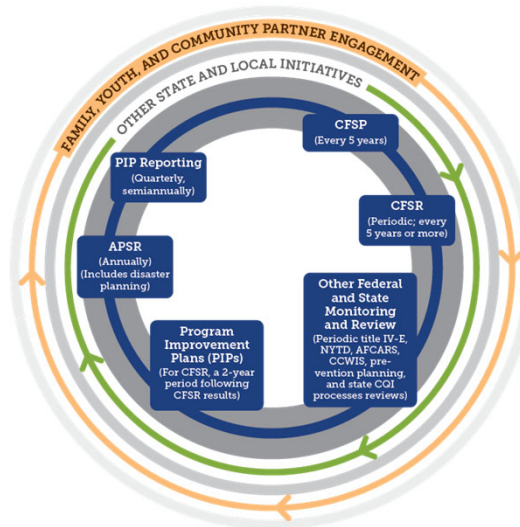 FAMILY, YOUTH, AND COMMUNITY PARTNER ENGAGEMENT
OTHER STATE AND LOCAL INITIATIVES
CFSP
(Every 5 years)
CFSR
(Periodic; every
5 years or more)
Other Federal
and State
Monitoring
and Review
(Periodic title IV-E,
NYTD, AFCARS,
CCWIS, pre-
vention planning,
and state CQI
processes reviews)
Program
Improvement
Plans (PIPs)
(For CFSR, a 2-year
period following
CFSR results)
APSR
(Annually)
(Includes disaster
planning)
PIP Reporting
(Quarterly,
semiannually)